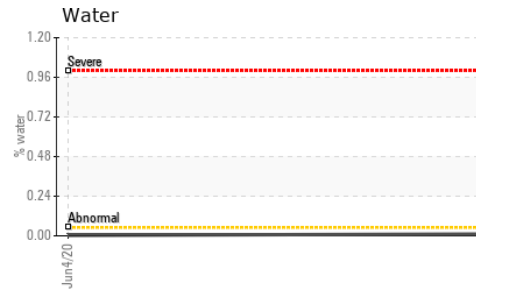 Water
1.20
Severe
0.96
0.72
% water
0.48
0.24
Abnormal
0.00
Jun4/20